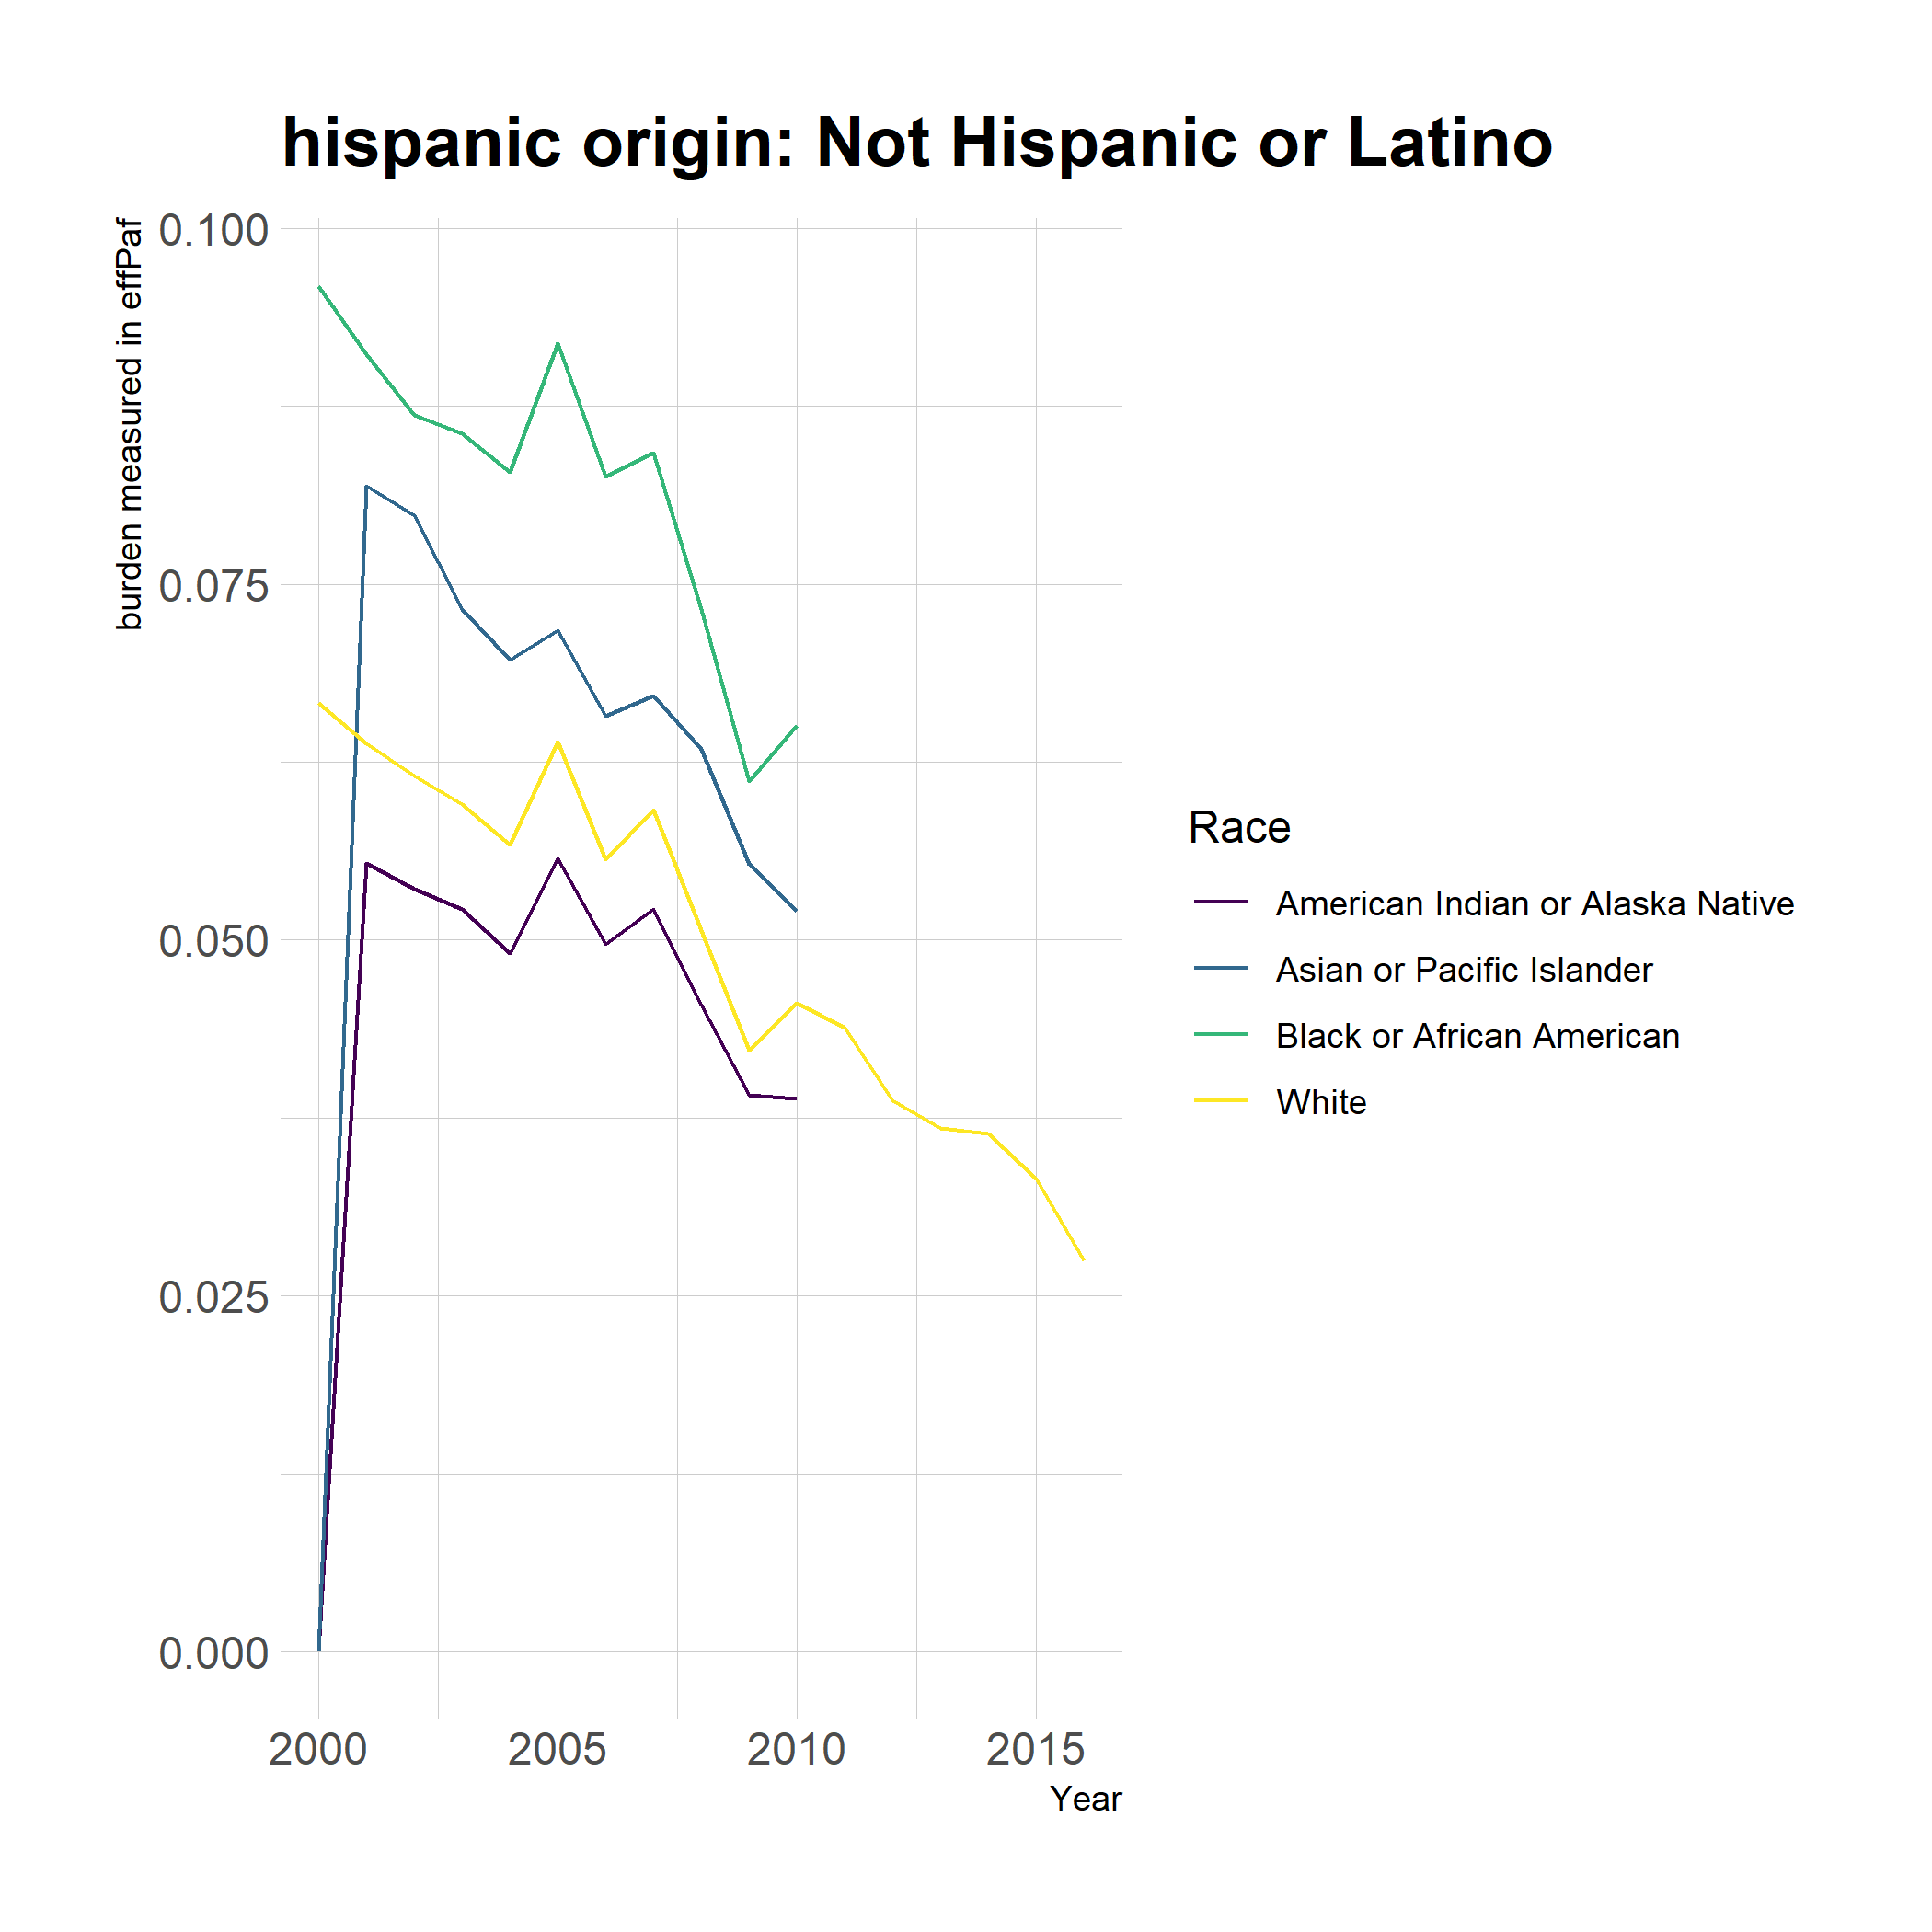 hispanic origin: Not Hispanic or Latino
burden measured in effPaf
0.100
0.075
0.050
0.025
0.000
2000 2005 2010 2015
Year
Race
American Indian or Alaska Native
Asian or Pacific Islander
Black or African American
White